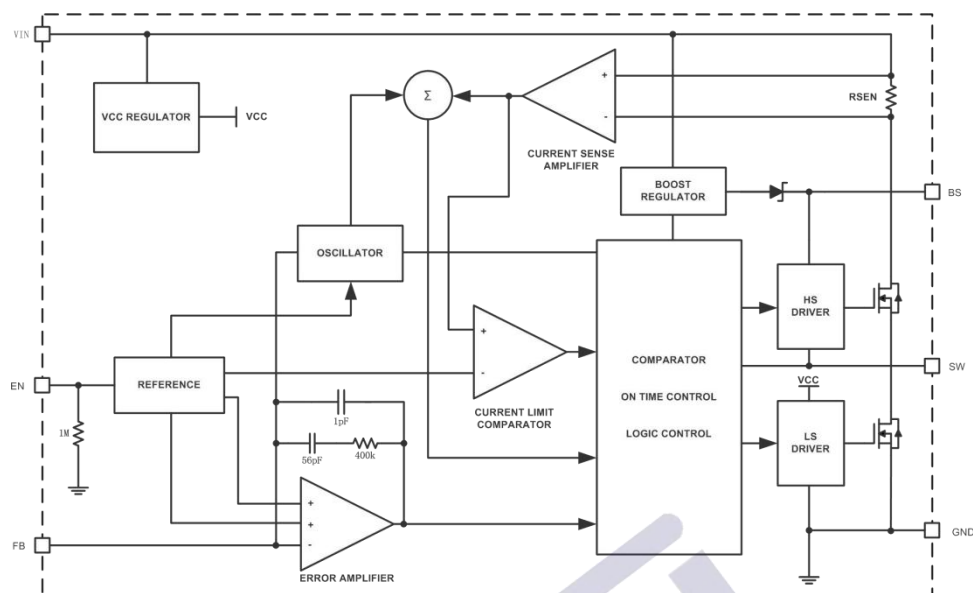 VIN
Σ
+
-
RSEN
VCC REGULATOR
VCC
CURRENT SENSE
AMPLIFIER
BOOST
REGULATOR
BS
OSCILLATOR
HS
DRIVER
+
-
CURRENT LIMIT
COMPARATOR
COMPARATOR
ON TIME CONTROL
LOGIC CONTROL
SW
EN
REFERENCE
1M
1pF
56pF
400k
VCC
LS
DRIVER
+
+
-
ERROR AMPLIFIER
FB
GND